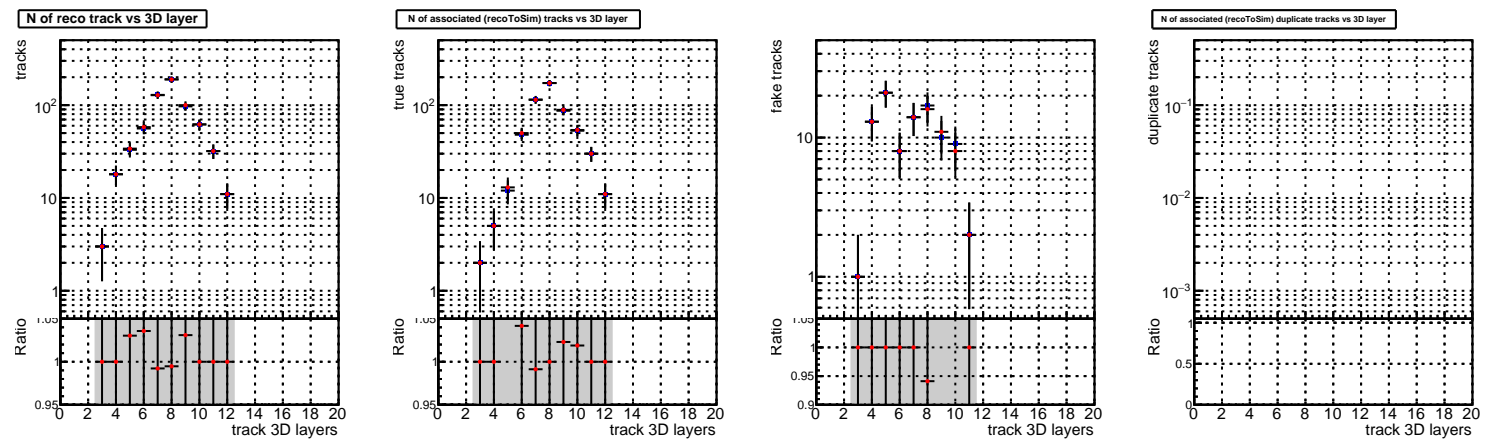 N of reco track vs 3D layer
tracks
10²
10
1
Ratio
1.05
1
0.95
0 2 4 6 8 10 12 14 16 18 20
track 3D layers
N of associated (recoToSim) tracks vs 3D layer
true tracks
10²
10
1
Ratio
1.05
1
0.95
0 2 4 6 8 10 12 14 16 18 20
track 3D layers
fake tracks
10
1
Ratio
1.05
1
0.95
0.9
0 2 4 6 8 10 12 14 16 18 20
track 3D layers
N of associated (recoToSim) duplicate tracks vs 3D layer
duplicate tracks
10⁻¹
10⁻²
10⁻³
Ratio
1
0.5
0
0 2 4 6 8 10 12 14 16 18 20
track 3D layers